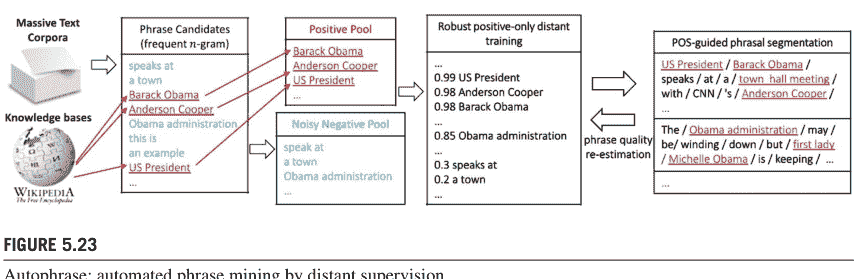 Massive Text
Corpora
Knowledge bases
WIKIPEDIA
The Free Encyclopedia
Phrase Candidates
(frequent n-gram)
speaks at
a town
Barack Obama
Anderson Cooper
Obama administration
this is
an example
US President
...
Positive Pool
Barack Obama
Anderson Cooper
US President
...
Noisy Negative Pool
speak at
a town
Obama administration
...
Robust positive-only distant
training
...
0.99 US President
0.98 Anderson Cooper
0.98 Barack Obama
...
0.85 Obama administration
...
0.3 speaks at
0.2 a town
...
phrase quality
re-estimation
POS-guided phrasal segmentation
US President / Barack Obama /
speaks / at / a / town hall meeting /
with / CNN / 's / Anderson Cooper /
...
The / Obama administration / may /
be/ winding / down / but / first lady
/ Michelle Obama / is / keeping / ...
...
FIGURE 5.23
Autophrase: automated phrase mining by distant supervision